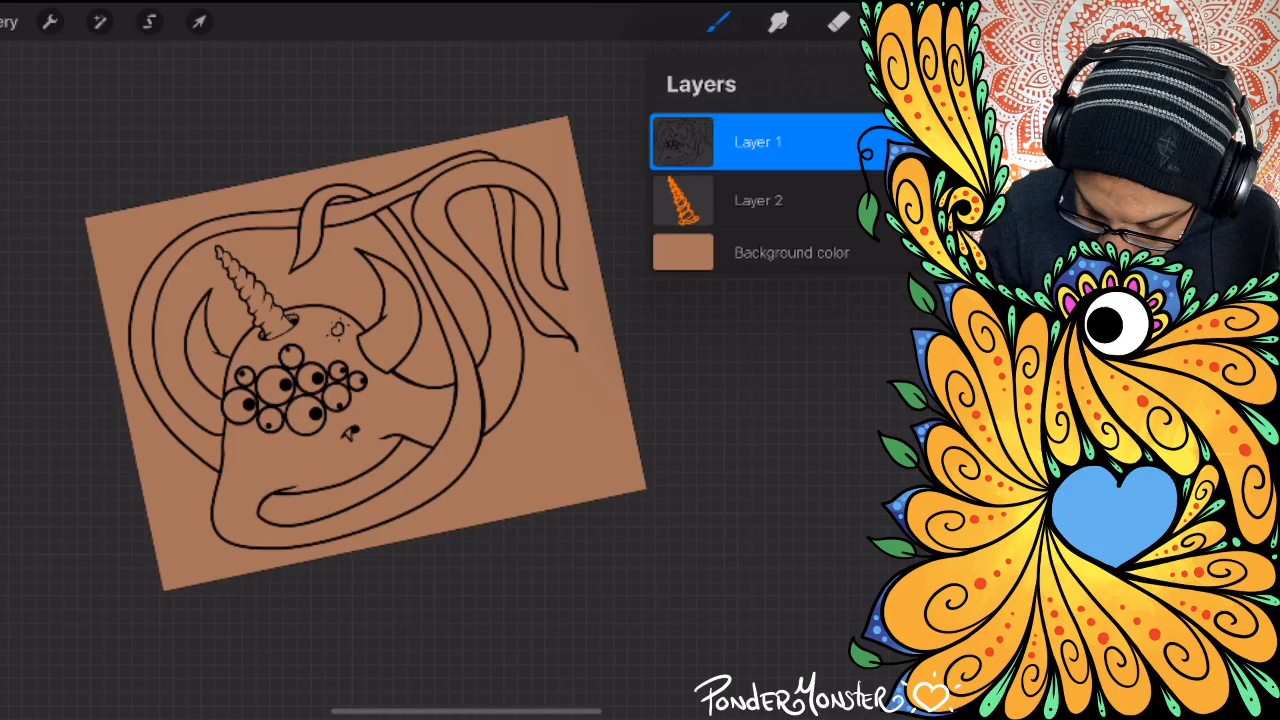 ery
Layers
Layer 1
Layer 2
Background color
PonderMonster